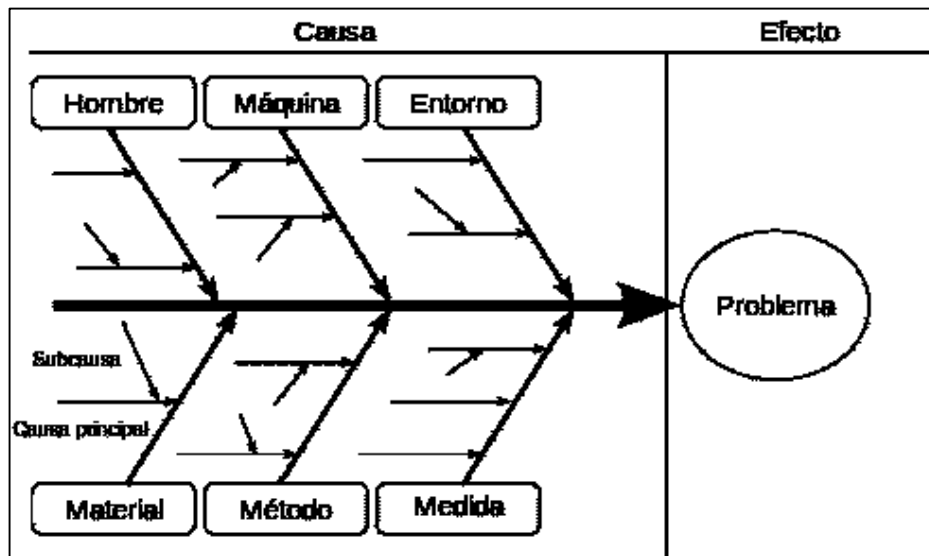 Causa
Efecto
Hombre
Máquina
Entorno
Problema
Subcausa
Causa principal
Material
Método
Medida